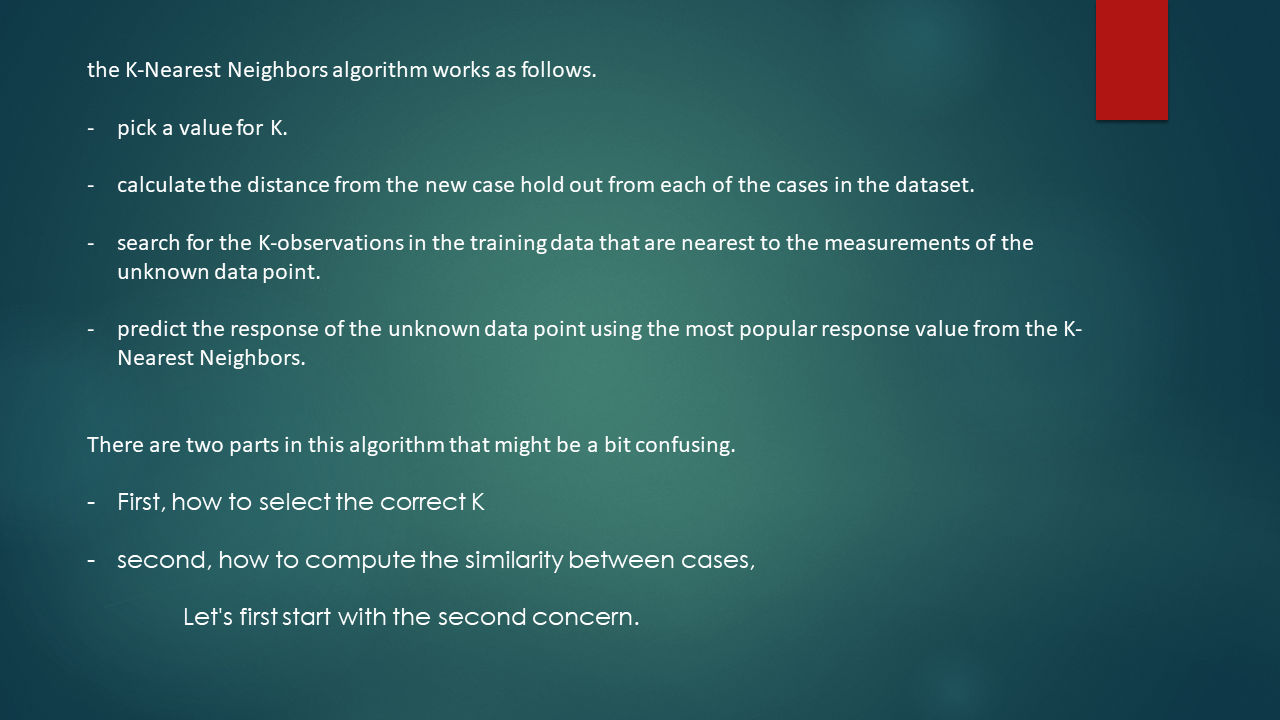 the K-Nearest Neighbors algorithm works as follows.
- pick a value for K.
- calculate the distance from the new case hold out from each of the cases in the dataset.
- search for the K-observations in the training data that are nearest to the measurements of the
unknown data point.
- predict the response of the unknown data point using the most popular response value from the K-
Nearest Neighbors.
There are two parts in this algorithm that might be a bit confusing.
- First, how to select the correct K
- second, how to compute the similarity between cases,
Let's first start with the second concern.